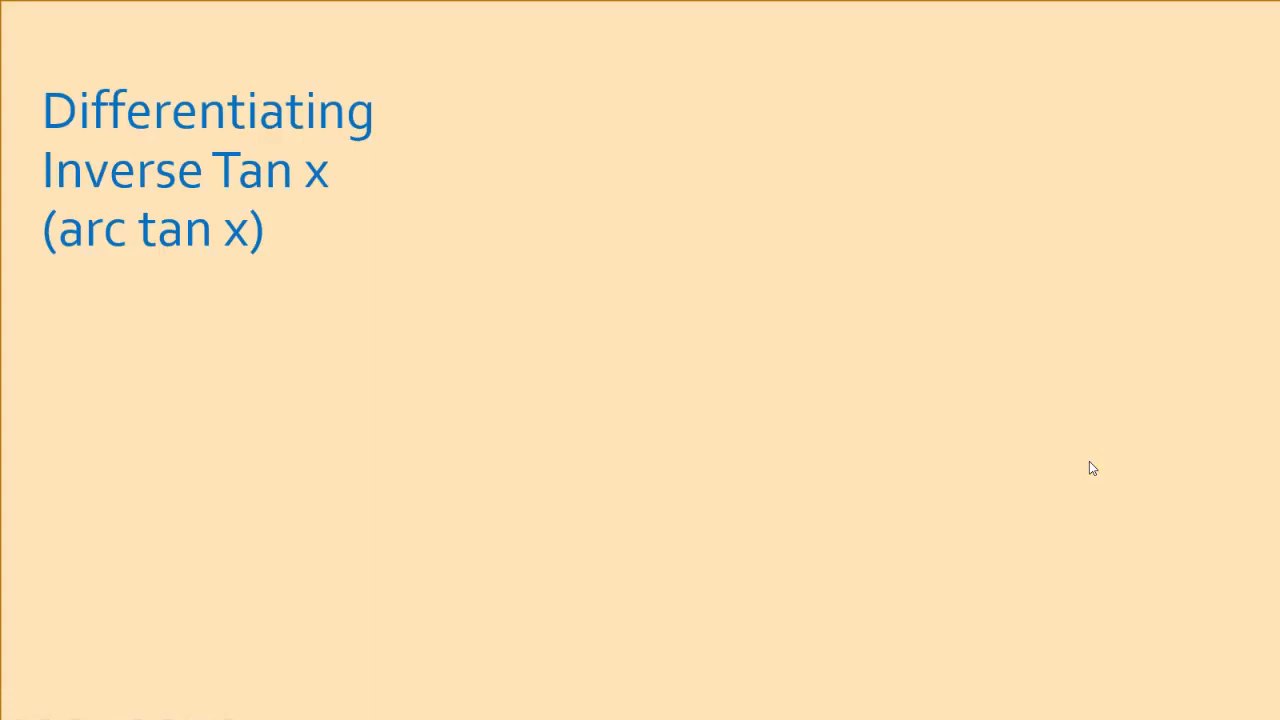 Differentiating
Inverse Tan x
(arc tan x)